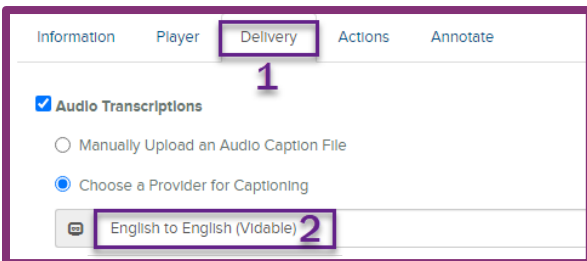 Information Player Delivery Actions Annotate
1
Audio Transcriptions
Manually Upload an Audio Caption File
Choose a Provider for Captioning
English to English (Vidable) 2